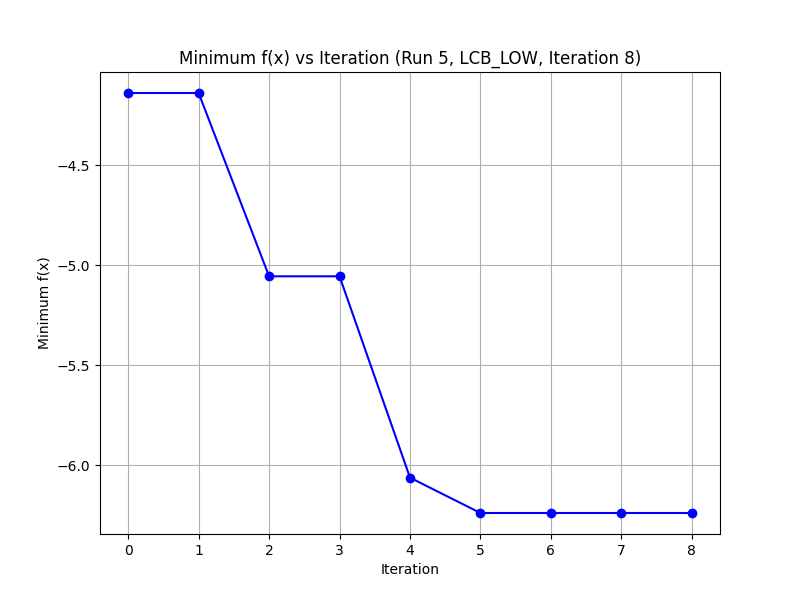 Minimum f(x) vs Iteration (Run 5, LCB_LOW, Iteration 8)
Minimum f(x)
−4.5
−5.0
−5.5
−6.0
0 1 2 3 4 5 6 7 8
Iteration